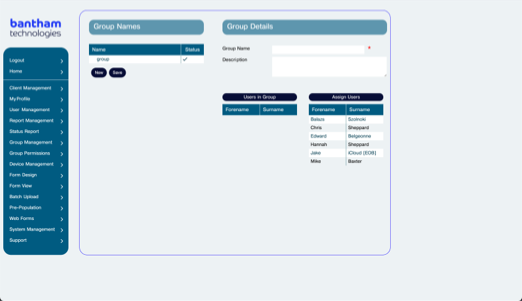 bantham
technologies
Logout
Home
Client Management
MyProfile
User Management
Report Management
Status Report
Group Management
Group Permissions
Device Management
Form Design
Form View
Batch Upload
Pre-Population
Web Forms
System Management
Support
Group Names
Name Status
group
New Save
Group Details
Group Name *
Description
Users in Group
Forename Surname
Assign Users
Forename Surname
Szolnoki
Chris Sheppard
Edward Belgeonne
Hannah Sheppard
Jake iCloud [EOB]
Mike Baxter